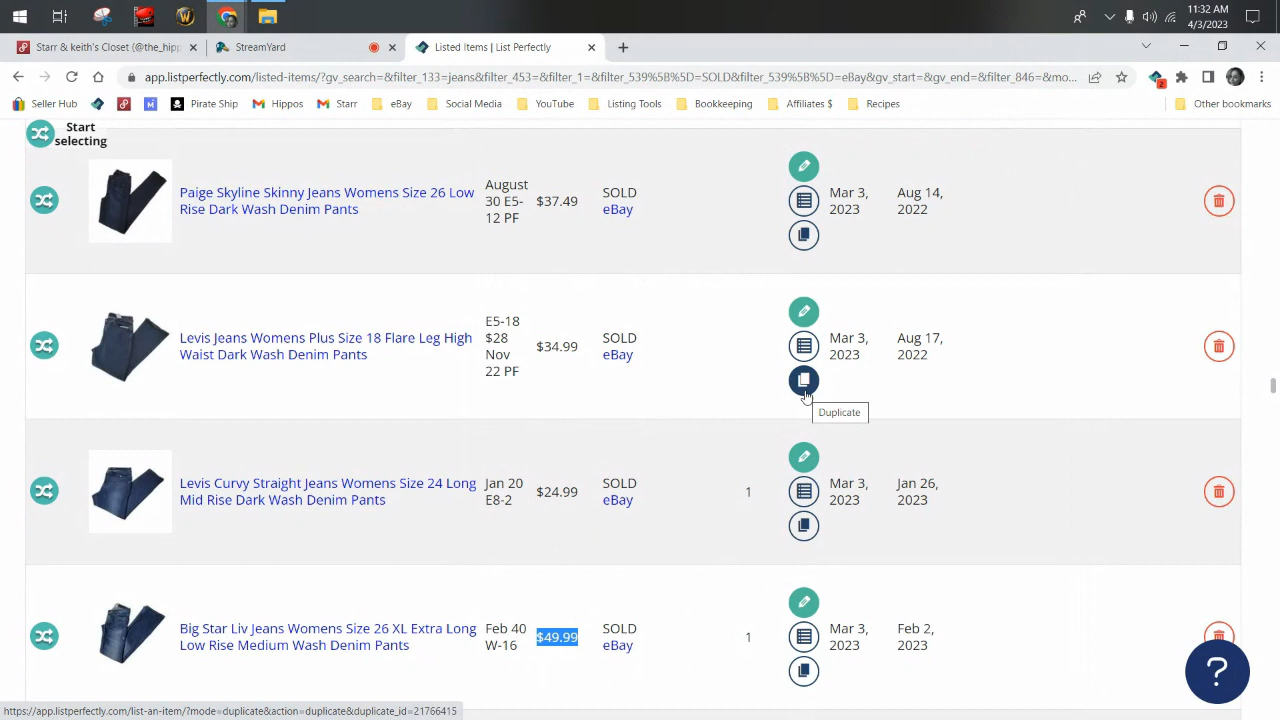 11:32 AM
4/3/2023
Starr & keith's Closet (@the_hipp
StreamYard
Listed Items | List Perfectly
app.listperfectly.com/listed-items/?gv_search=&filter_133=jeans&filter_453=&filter_1=&filter_539%5B%5D=SOLD&filter_539%5B%5D=eBay&gv_start=&gv_end=&filter_846=&mo...
2
Seller Hub
Pirate Ship
Hippos
Starr
eBay
Social Media
YouTube
Listing Tools
Bookkeeping
Affiliates $
Recipes
Other bookmarks
Start
selecting
Paige Skyline Skinny Jeans Womens Size 26 Low
Rise Dark Wash Denim Pants
August
30 E5-
12 PF
$37.49
SOLD
eBay
Mar 3,
2023
Aug 14,
2022
Levis Jeans Womens Plus Size 18 Flare Leg High
Waist Dark Wash Denim Pants
E5-18
$28
Nov
22 PF
$34.99
SOLD
eBay
Mar 3,
2023
Aug 17,
2022
Duplicate
Levis Curvy Straight Jeans Womens Size 24 Long
Mid Rise Dark Wash Denim Pants
Jan 20
E8-2
$24.99
SOLD
eBay
1
Mar 3,
2023
Jan 26,
2023
Big Star Liv Jeans Womens Size 26 XL Extra Long
Low Rise Medium Wash Denim Pants
Feb 40
W-16
$49.99
SOLD
eBay
1
Mar 3,
2023
Feb 2,
2023
?
https://app.listperfectly.com/list-an-item/?mode=duplicate&action=duplicate&duplicate_id=21766415